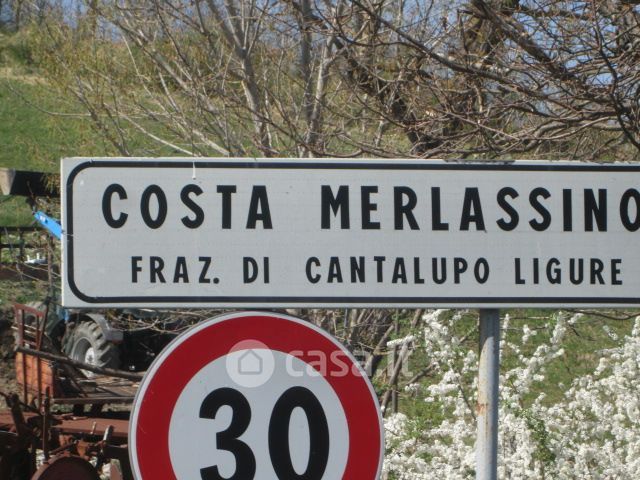 COSTA MERLASSINO
FRAZ. DI CANTALUPO LIGURE
casa.it
30